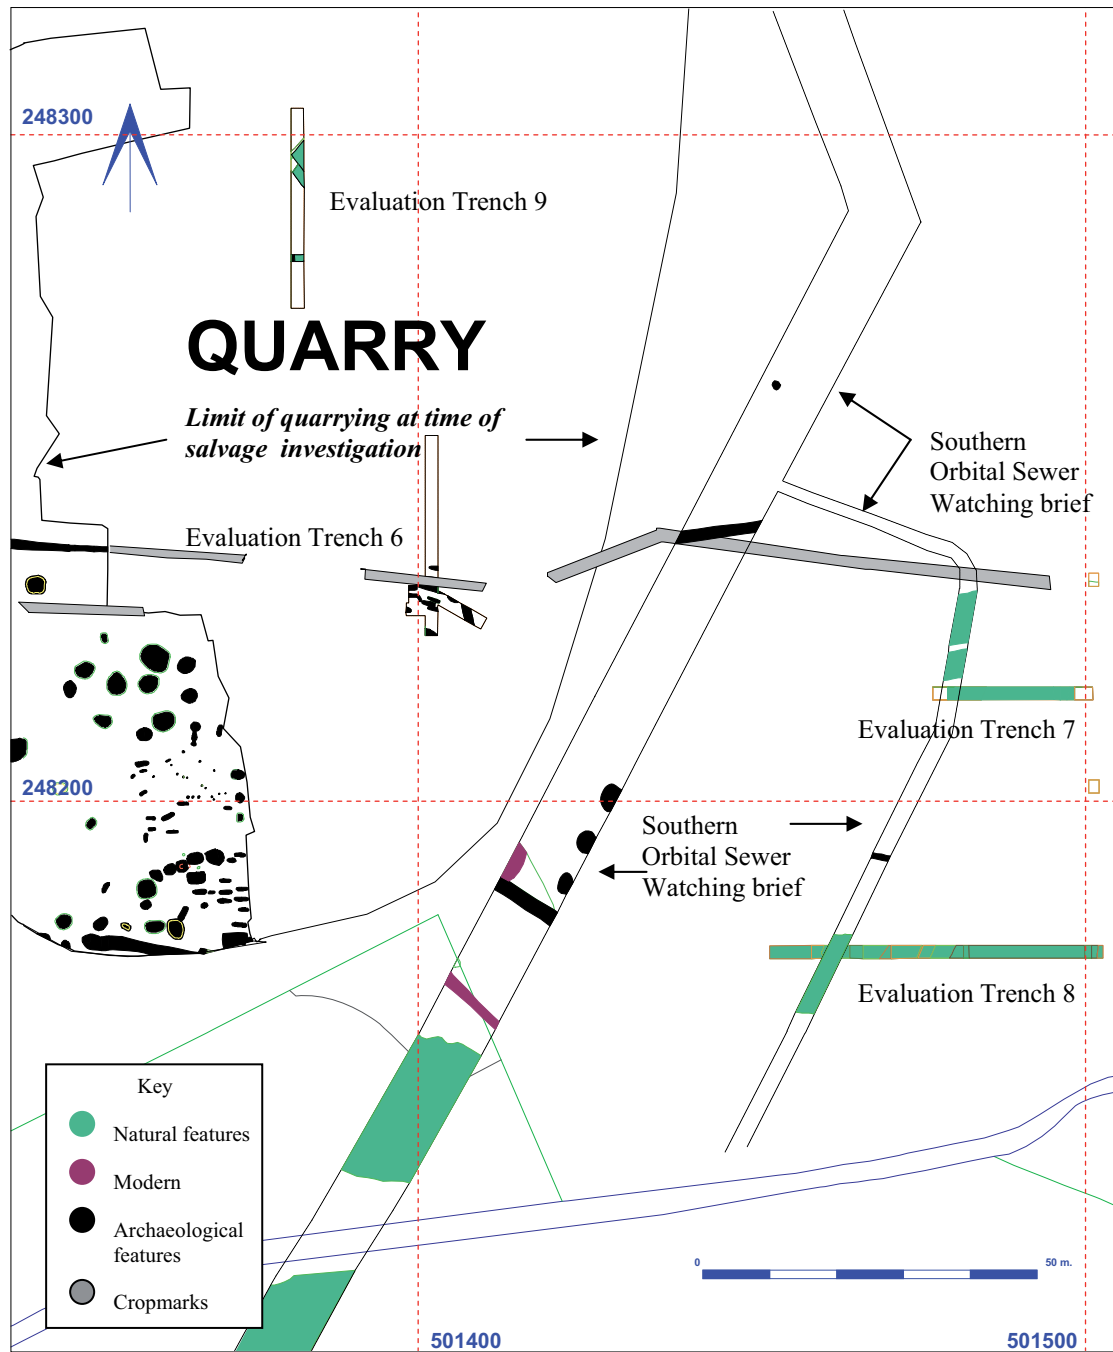 248300
Evaluation Trench 9
QUARRY
Limit of quarrying at time of
salvage investigation
Southern
Orbital Sewer
Watching brief
Evaluation Trench 6
Evaluation Trench 7
248200
Southern
Orbital Sewer
Watching brief
Evaluation Trench 8
Key
Natural features
Modern
Archaeological
features
Cropmarks
0
50 m.
501400
501500